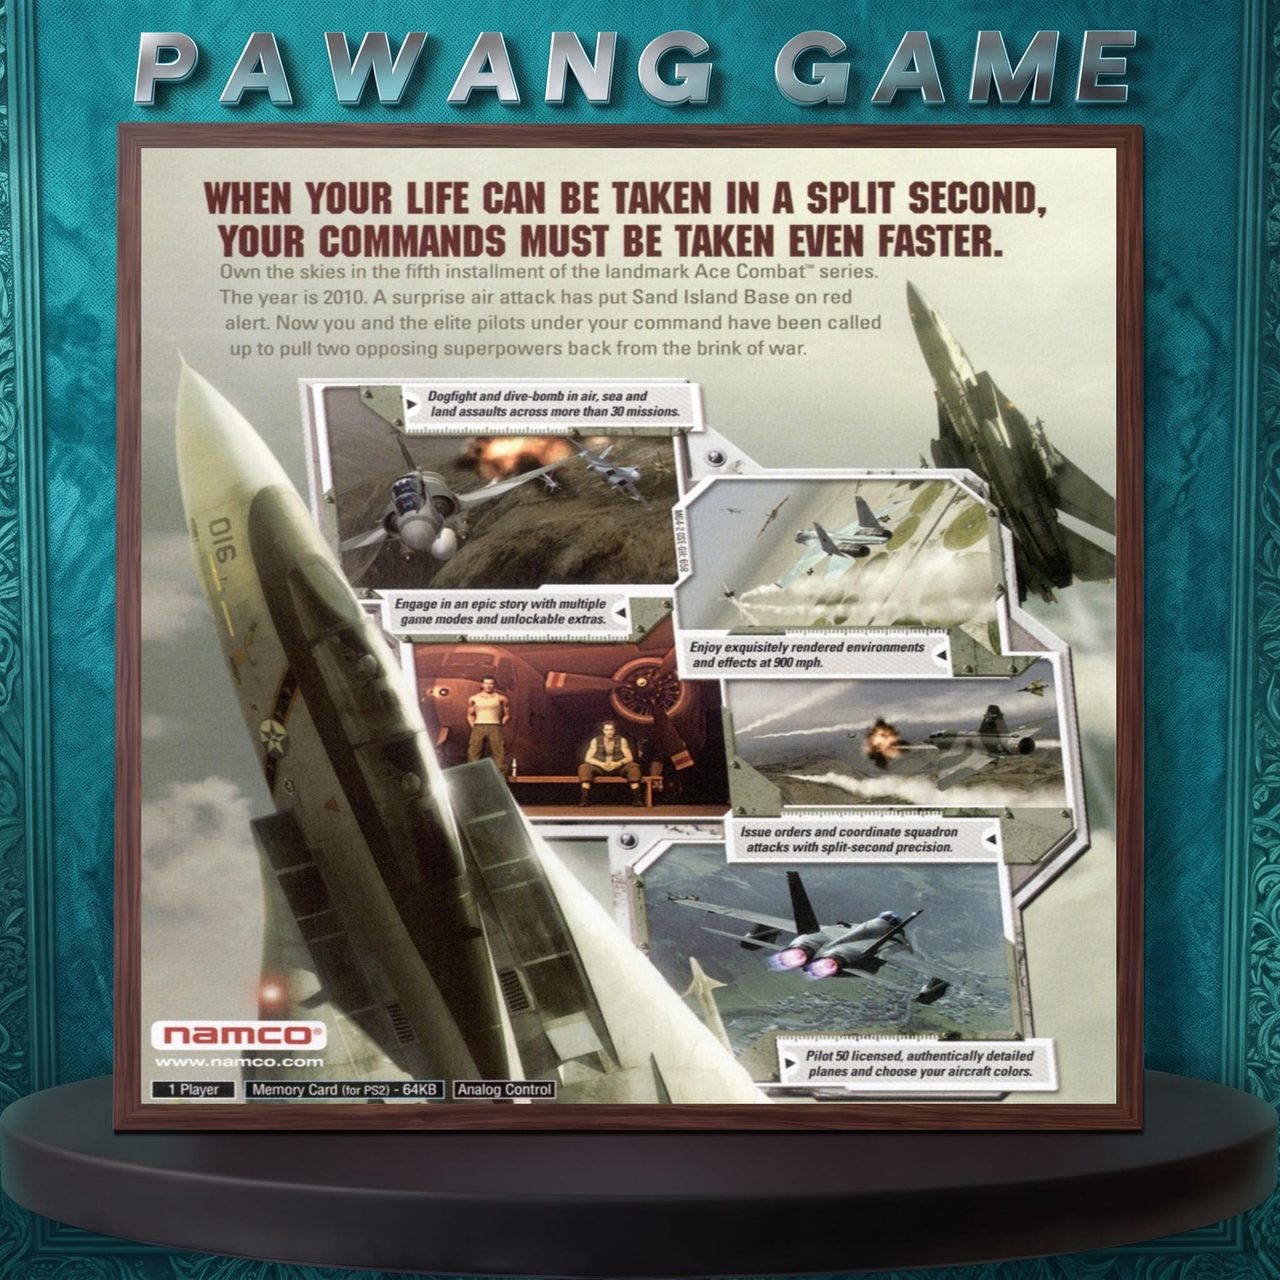 PAWANG GAME
WHEN YOUR LIFE CAN BE TAKEN IN A SPLIT SECOND,
YOUR COMMANDS MUST BE TAKEN EVEN FASTER.
Own the skies in the fifth installment of the landmark Ace Combat™ series.
The year is 2010. A surprise air attack has put Sand Island Base on red
alert. Now you and the elite pilots under your command have been called
up to pull two opposing superpowers back from the brink of war.
Dogfight and dive-bomb in air, sea and
land assaults across more than 30 missions.
Engage in an epic story with multiple
game modes and unlockable extras.
Enjoy exquisitely rendered environments
and effects at 900 mph.
Issue orders and coordinate squadron
attacks with split-second precision.
Pilot 50 licensed, authentically detailed
planes and choose your aircraft colors.
016
namco®
www.namco.com
1 Player
Memory Card (for PS2) - 64KB
Analog Control